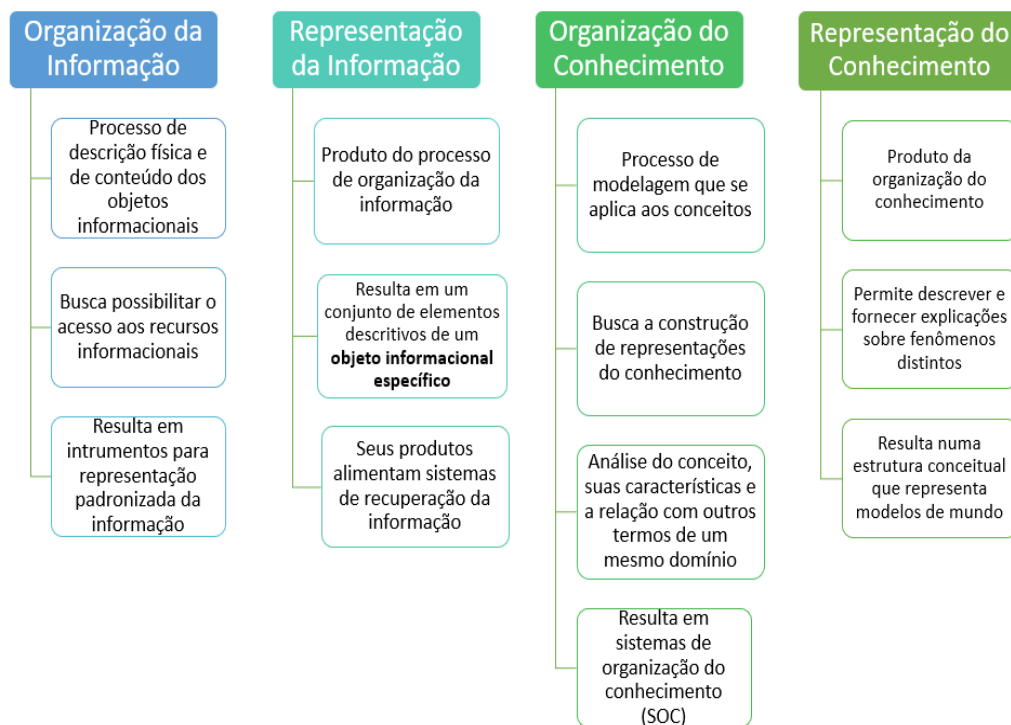 Organização da
Informação
Processo de
descrição física e
de conteúdo dos
objetos
informacionais
Busca possibilitar o
acesso aos recursos
informacionais
Resulta em
intrumentos para
representação
padronizada da
informação
Representação
da Informação
Produto do processo
de organização da
informação
Resulta em um
conjunto de elementos
descritivos de um
objeto informacional
específico
Seus produtos
alimentam sistemas
de recuperação da
informação
Organização do
Conhecimento
Processo de
modelagem que se
aplica aos conceitos
Busca a construção
de representações
do conhecimento
Análise do conceito,
suas características e
a relação com outros
termos de um
mesmo domínio
Resulta em
sistemas de
organização do
conhecimento
(SOC)
Representação do
Conhecimento
Produto da
organização do
conhecimento
Permite descrever e
fornecer explicações
sobre fenômenos
distintos
Resulta numa
estrutura conceitual
que representa
modelos de mundo